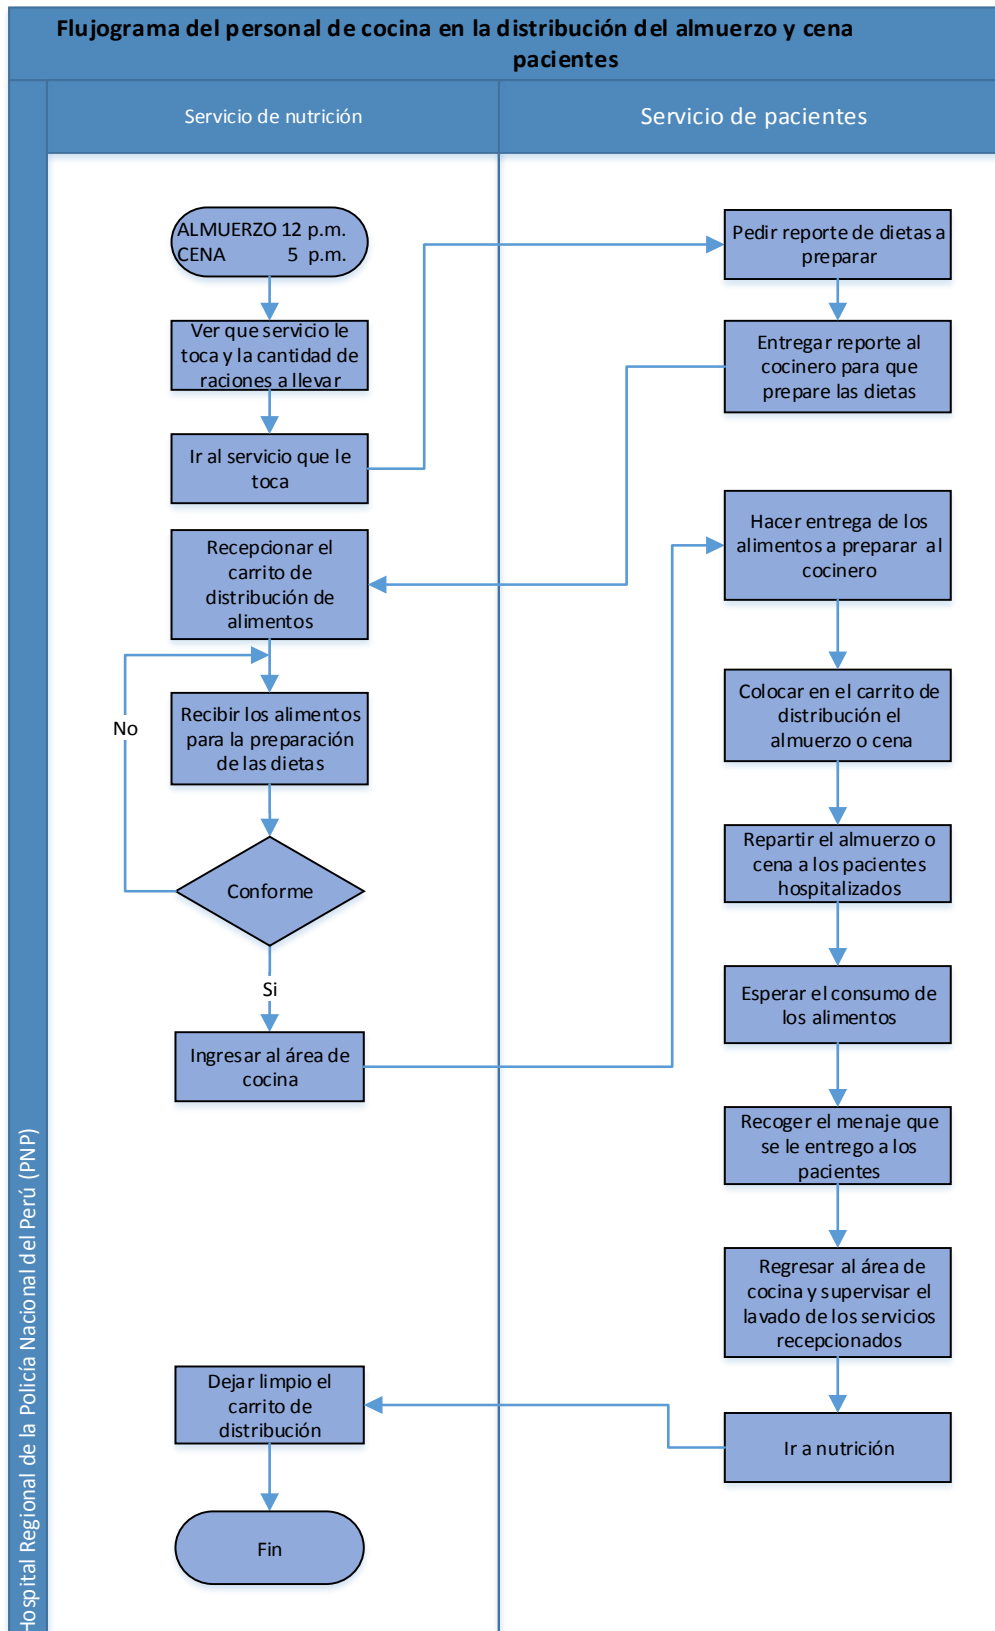 Flujograma del personal de cocina en la distribución del almuerzo y cena
pacientes
Servicio de nutrición
Servicio de pacientes
Hospital Regional de la Policía Nacional del Perú (PNP)
ALMUERZO 12 p.m.
CENA 5 p.m.
Ver que servicio le
toca y la cantidad de
raciones a llevar
Ir al servicio que le
toca
Pedir reporte de dietas a
preparar
Entregar reporte al
cocinero para que
prepare las dietas
Recepcionar el
carrito de
distribución de
alimentos
Recibir los alimentos
para la preparación
de las dietas
No
Conforme
Si
Ingresar al área de
cocina
Hacer entrega de los
alimentos a preparar al
cocinero
Colocar en el carrito de
distribución el
almuerzo o cena
Repartir el almuerzo o
cena a los pacientes
hospitalizados
Esperar el consumo de
los alimentos
Recoger el menaje que
se le entrego a los
pacientes
Regresar al área de
cocina y supervisar el
lavado de los servicios
recepcionados
Ir a nutrición
Dejar limpio el
carrito de
distribución
Fin